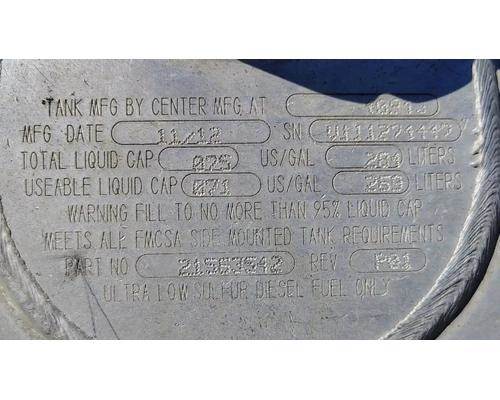 TANK MFG BY CENTER MFG, AT
MFG. DATE 11/12 SN
TOTAL LIQUID CAP US/GAL LITERS
USEABLE LIQUID CAP 071 US/GAL LITERS
WARNING FILL TO NO MORE THAN 95% LIQUID CAP
MEETS ALL FMCSA SIDE MOUNTED TANK REQUIREMENTS
PART NO REV P01
ULTRA LOW SULFUR DIESEL FUEL ONLY